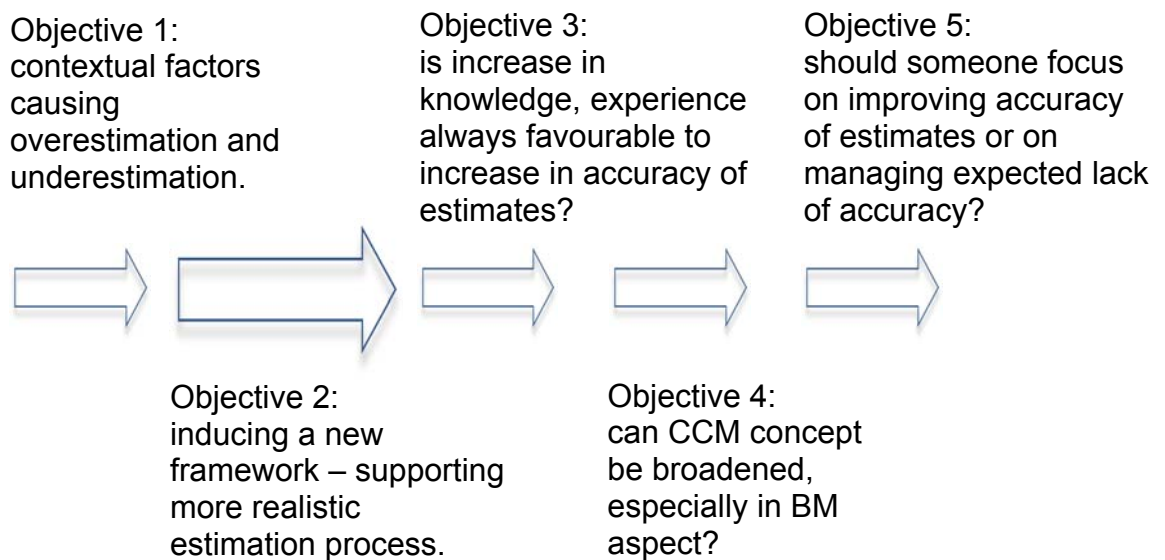 Objective 1:
contextual factors
causing
overestimation and
underestimation.
Objective 3:
is increase in
knowledge, experience
always favourable to
increase in accuracy of
estimates?
Objective 5:
should someone focus
on improving accuracy
of estimates or on
managing expected lack
of accuracy?
Objective 2:
inducing a new
framework – supporting
more realistic
estimation process.
Objective 4:
can CCM concept
be broadened,
especially in BM
aspect?